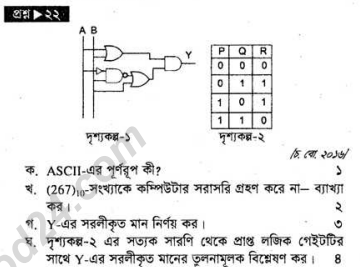 প্রশ্ন ▶ ২২
A B
Y
P Q R
0 0 0
0 1 1
1 0 1
1 1 0
দৃশ্যকল্প-১ দৃশ্যকল্প-২
[চ. বো. ২০১৬]
ক. ASCII-এর পূর্ণরূপ কী? ১
খ. (267)₁₀-সংখ্যাকে কম্পিউটার সরাসরি গ্রহণ করে না– ব্যাখ্যা
কর। ২
গ. Y-এর সরলীকৃত মান নির্ণয় কর। ৩
ঘ. দৃশ্যকল্প-২ এর সত্যক সারণি থেকে প্রাপ্ত লজিক গেইটটির
সাথে Y-এর সরলীকৃত মানের তুলনামূলক বিশ্লেষণ কর। ৪